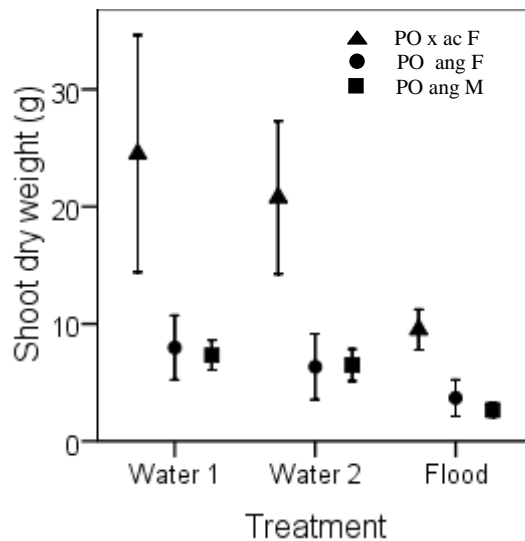 PO x ac F
PO ang F
PO ang M
Shoot dry weight (g)
30
20
10
0
Water 1 Water 2 Flood
Treatment